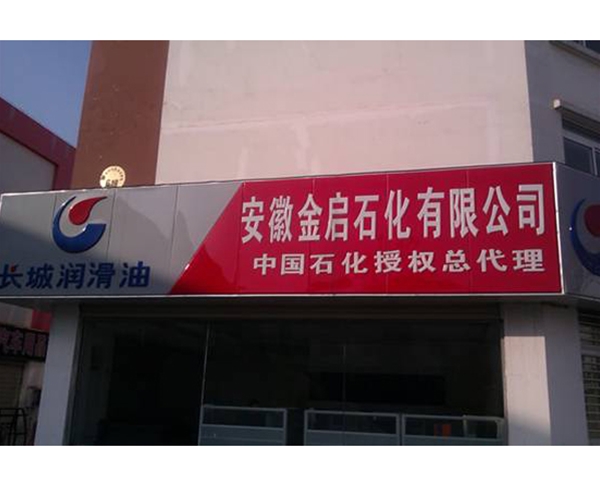 安徽金启石化有限公司
中国石化授权总代理
长城润滑油